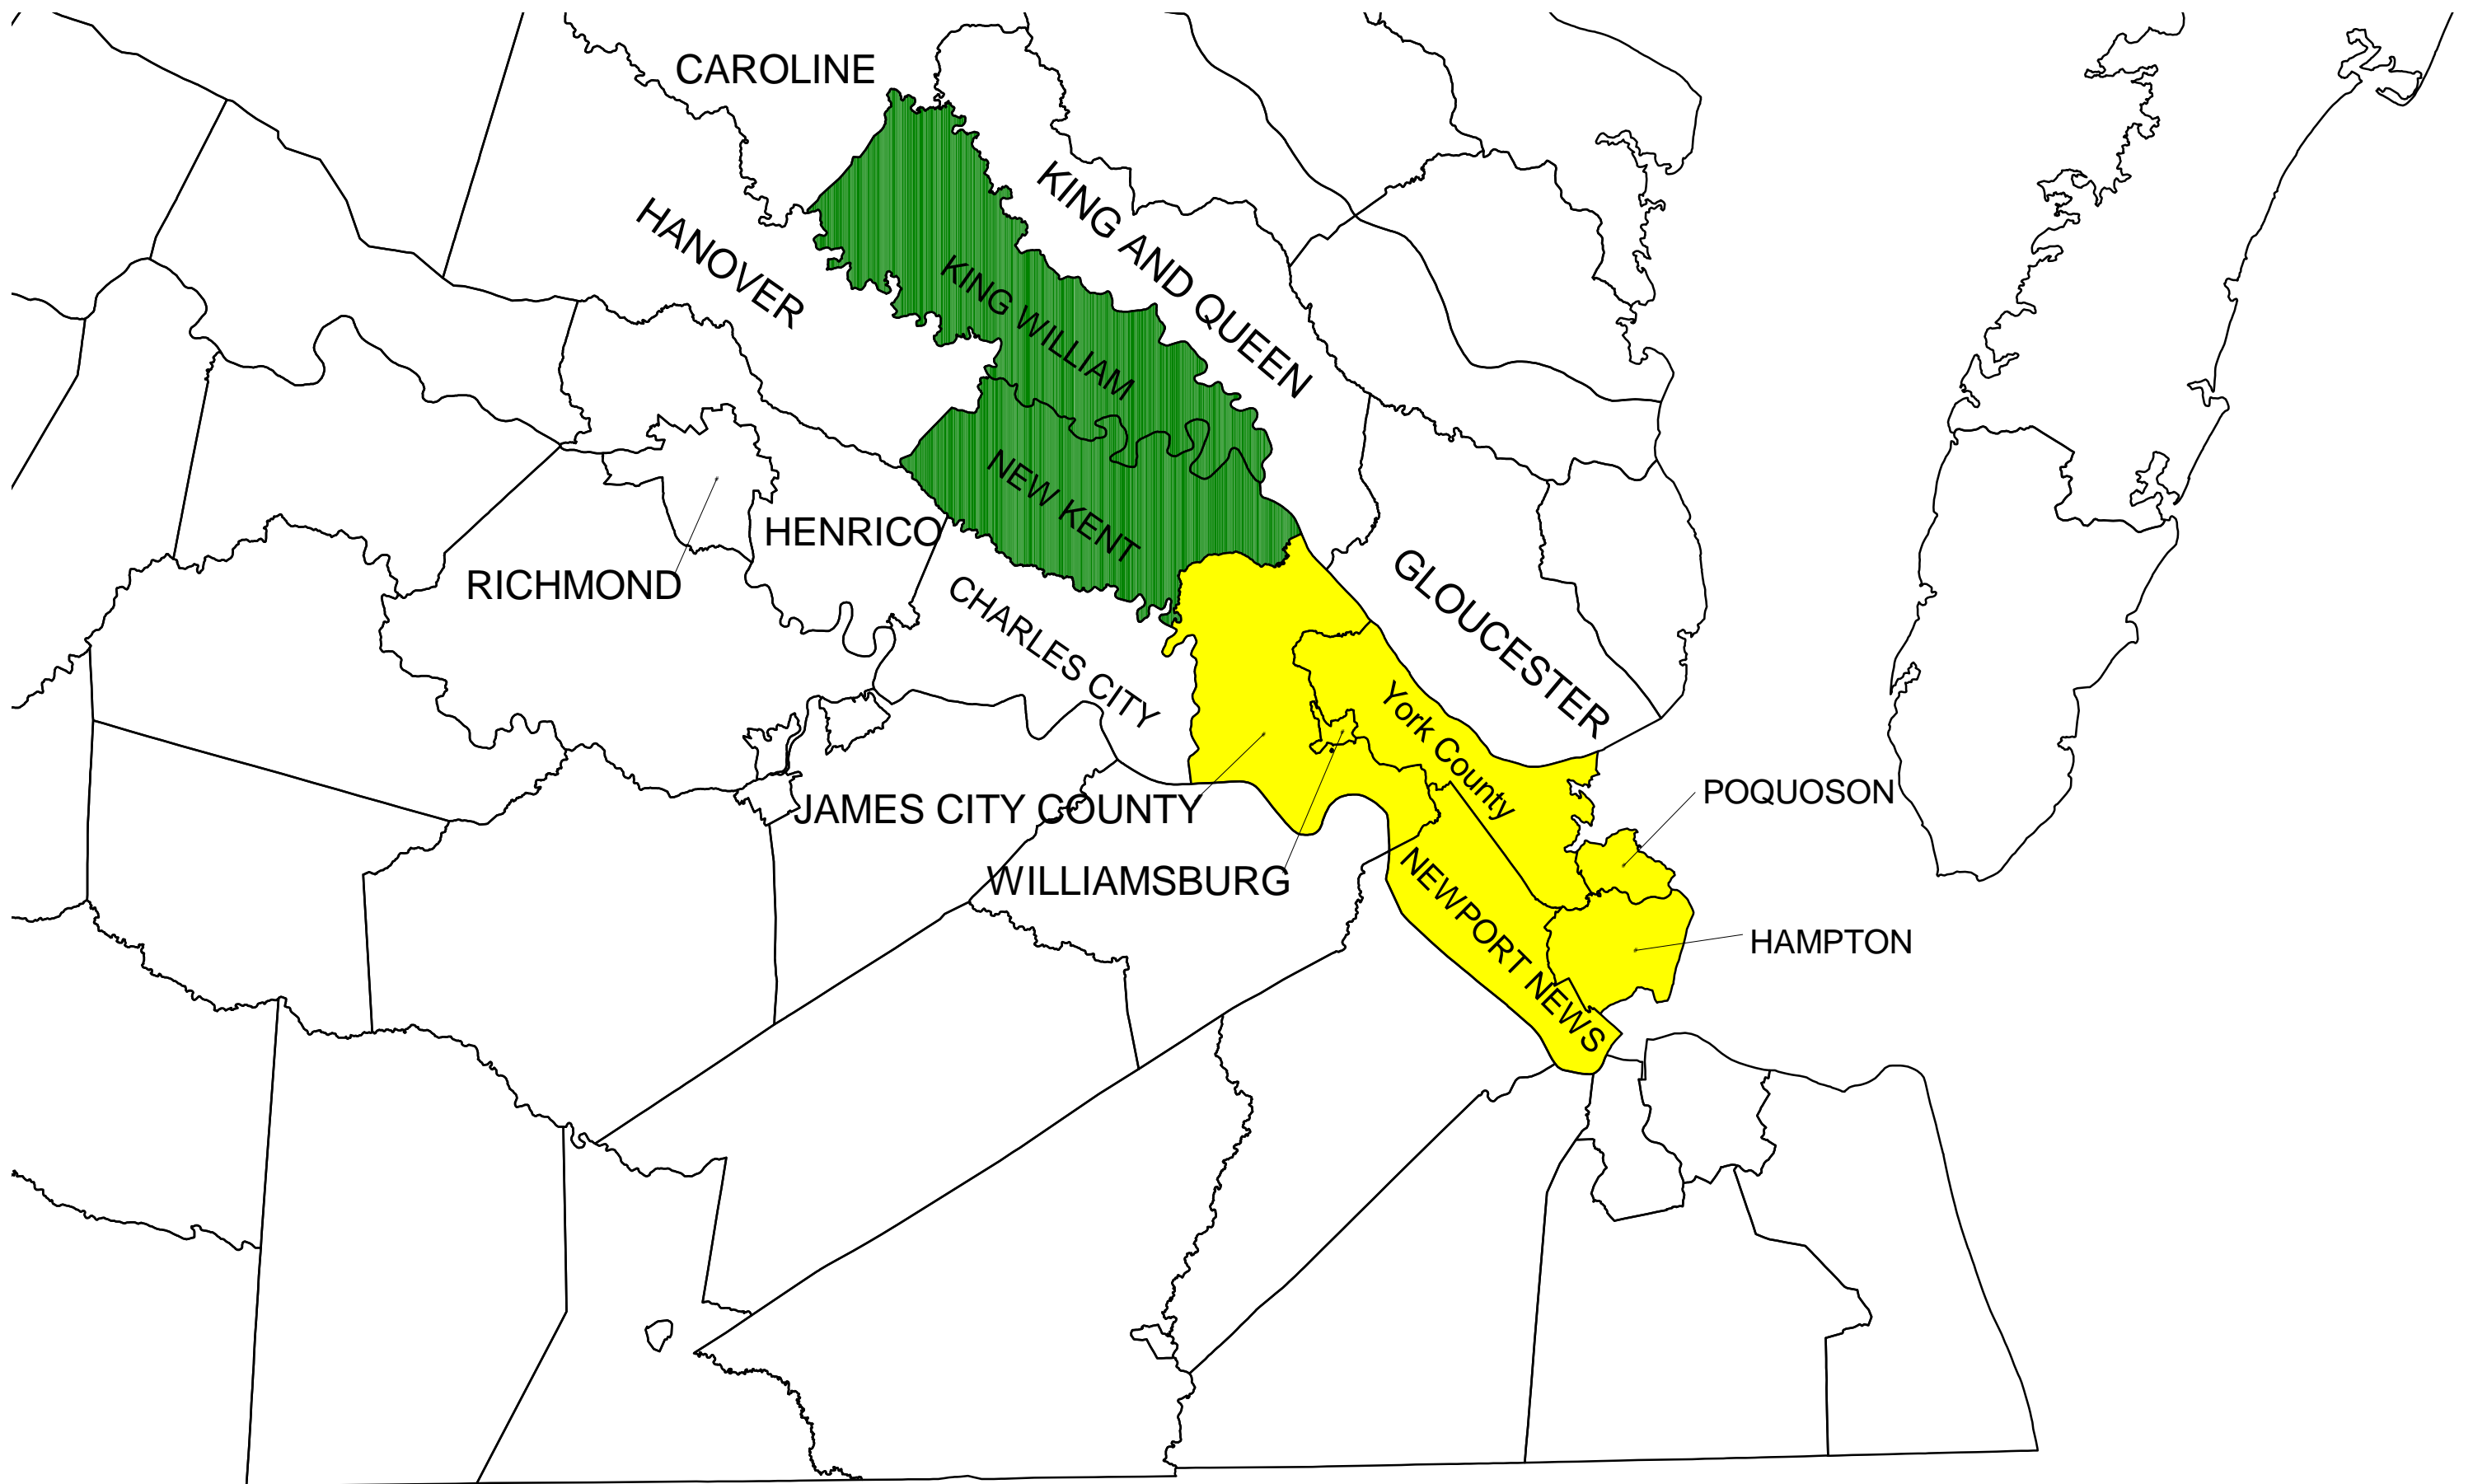 CAROLINE
HANOVER
KING AND QUEEN
KING WILLIAM
NEW KENT
HENRICO
RICHMOND
CHARLES CITY
GLOUCESTER
York County
JAMES CITY COUNTY
POQUOSON
WILLIAMSBURG
NEWPORT NEWS
HAMPTON